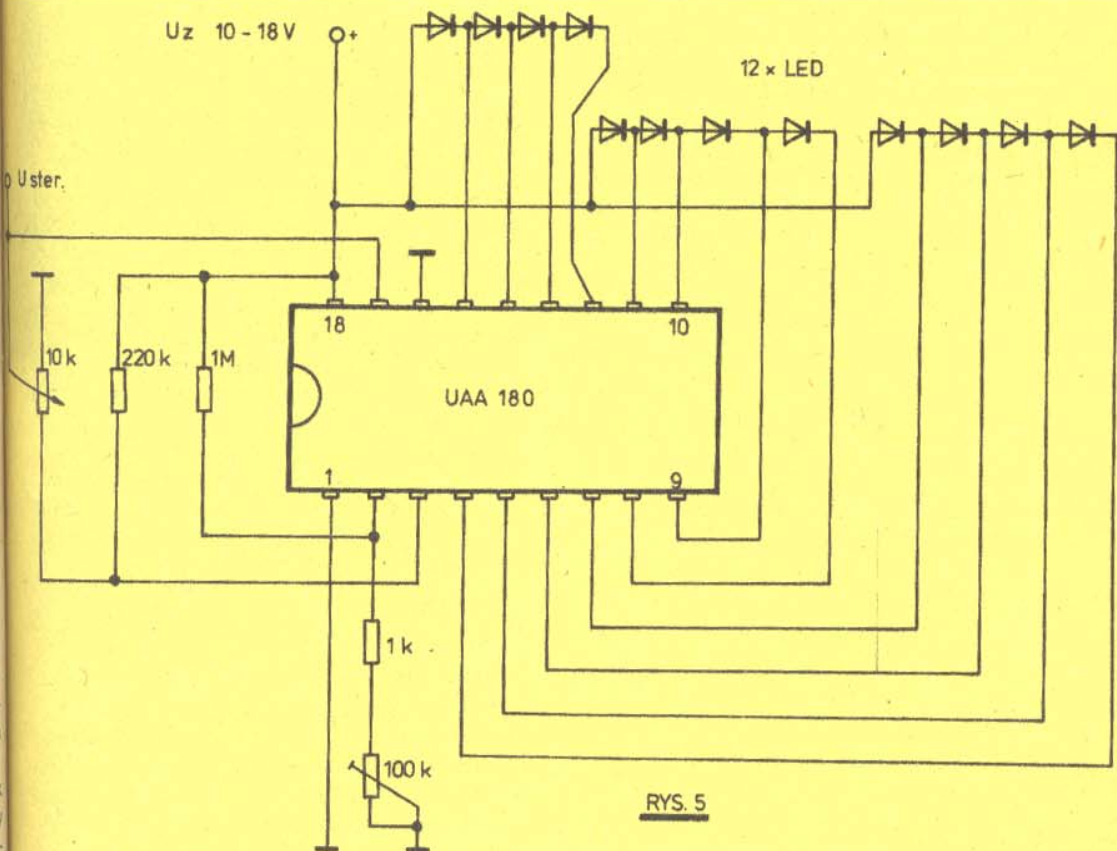 Uz 10 - 18 V
+
12 × LED
Uster.
18
10
10 k
220 k
1M
UAA 180
1
9
1 k
100 k
RYS. 5